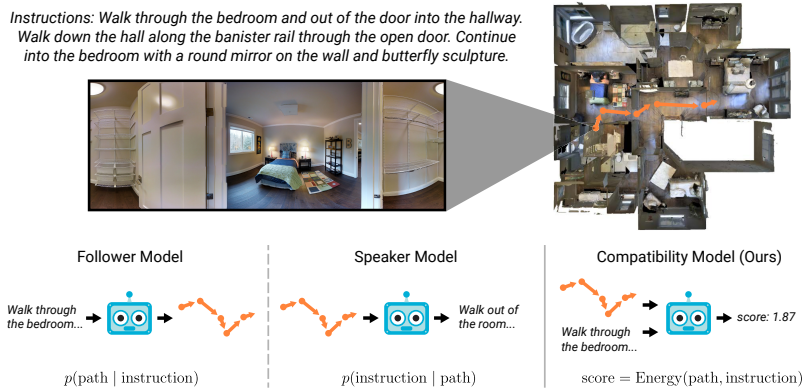 Instructions: Walk through the bedroom and out of the door into the hallway.
Walk down the hall along the banister rail through the open door. Continue
into the bedroom with a round mirror on the wall and butterfly sculpture.
Follower Model
Walk through
the bedroom...
p(path | instruction)
Speaker Model
Walk out of
the room...
p(instruction | path)
Compatibility Model (Ours)
Walk through
the bedroom...
score: 1.87
score = Energy(path, instruction)